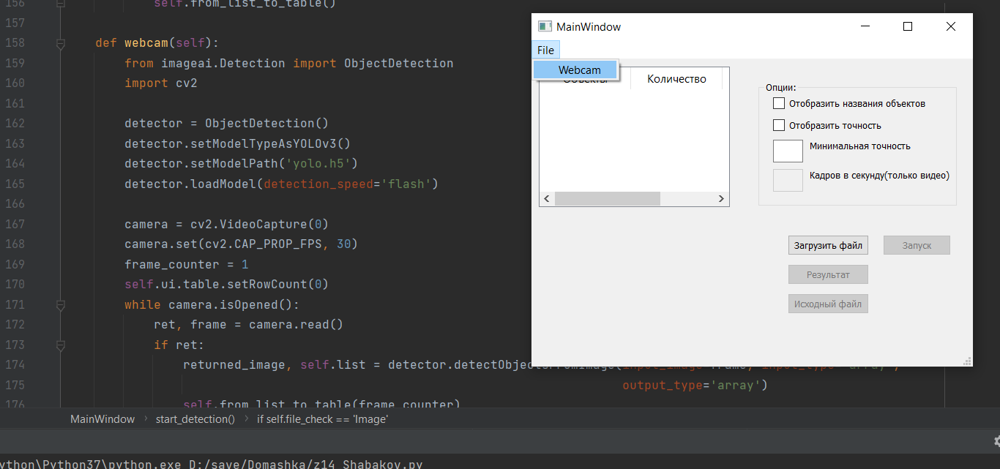 156 self.from_list_to_table()
157
158 def webcam(self):
159 from imageai.Detection import ObjectDetection
160 import cv2
161
162 detector = ObjectDetection()
163 detector.setModelTypeAsYOLOv3()
164 detector.setModelPath('yolo.h5')
165 detector.loadModel(detection_speed='flash')
166
167 camera = cv2.VideoCapture(0)
168 camera.set(cv2.CAP_PROP_FPS, 30)
169 frame_counter = 1
170 self.ui.table.setRowCount(0)
171 while camera.isOpened():
172 ret, frame = camera.read()
173 if ret:
174 returned_image, self.list = detector.detectObjectsFromImage(input_image=frame, input_type='array',
175 output_type='array')
176 self.from_list_to_table(frame_counter)
MainWindow › start_detection() › if self.file_check == 'Image'
ython\Python37\python.exe D:/save/Domashka/z14_Shabakov.py
MainWindow
File
Webcam
Объекты Количество
Опции:
Отобразить названия объектов
Отобразить точность
Минимальная точность
Кадров в секунду(только видео)
Загрузить файл Запуск
Результат
Исходный файл